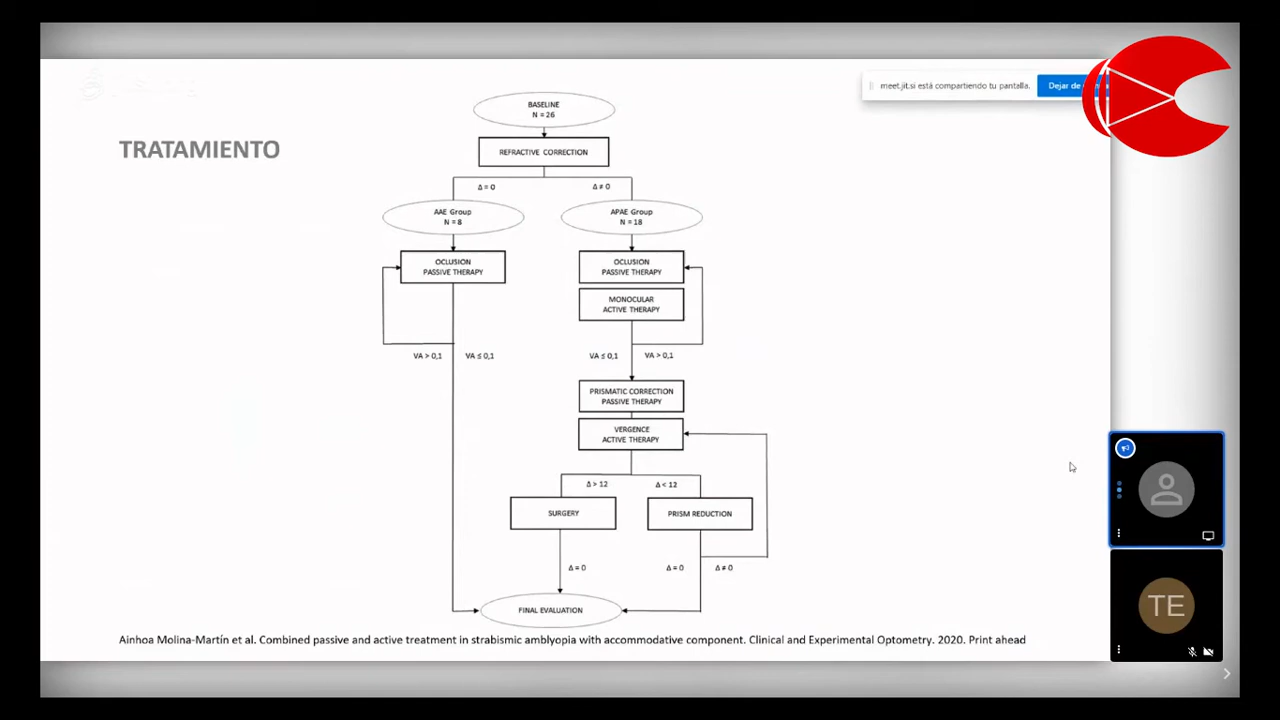 meet.jit.si está compartiendo tu pantalla.
Dejar de
TRATAMIENTO
BASELINE
N = 26
REFRACTIVE CORRECTION
Δ = 0
Δ ≠ 0
AAE Group
N = 8
APAE Group
N = 18
OCLUSION
PASSIVE THERAPY
OCLUSION
PASSIVE THERAPY
MONOCULAR
ACTIVE THERAPY
VA > 0,1
VA ≤ 0,1
VA ≤ 0,1
VA > 0,1
PRISMATIC CORRECTION
PASSIVE THERAPY
VERGENCE
ACTIVE THERAPY
Δ > 12
Δ < 12
SURGERY
PRISM REDUCTION
Δ = 0
Δ = 0
Δ ≠ 0
FINAL EVALUATION
TE
Ainhoa Molina-Martín et al. Combined passive and active treatment in strabismic amblyopia with accommodative component. Clinical and Experimental Optometry. 2020. Print ahead